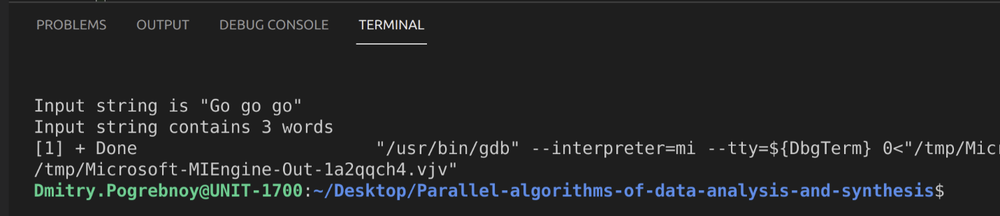 PROBLEMS OUTPUT DEBUG CONSOLE TERMINAL
Input string is "Go go go"
Input string contains 3 words
[1] + Done "/usr/bin/gdb" --interpreter=mi --tty=${DbgTerm} 0<"/tmp/Micr
/tmp/Microsoft-MIEngine-Out-1a2qqch4.vjv"
Dmitry.Pogrebnoy@UNIT-1700:~/Desktop/Parallel-algorithms-of-data-analysis-and-synthesis$